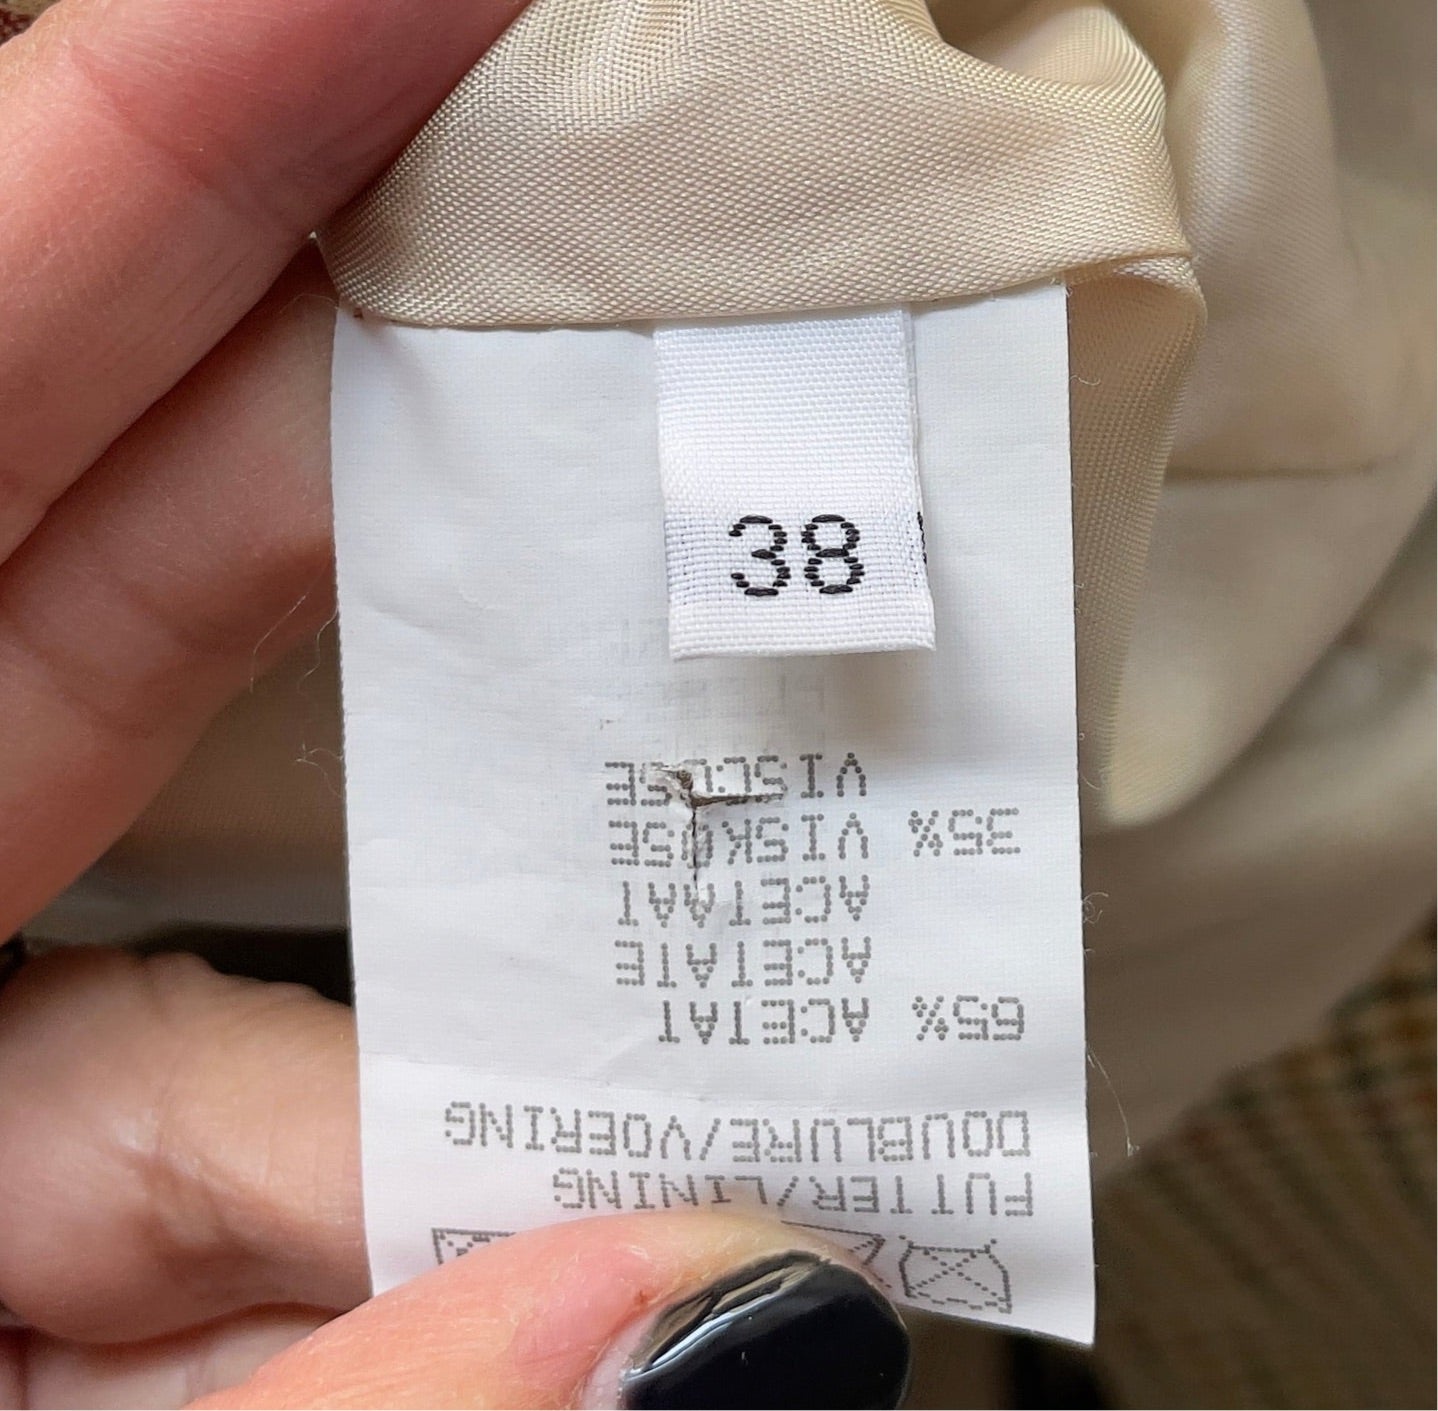 38
FUTTER/LINING
DOUBLURE/VOERING
65% ACETAT
ACETATE
ACETAAT
35% VISKOSE
VISCOSE